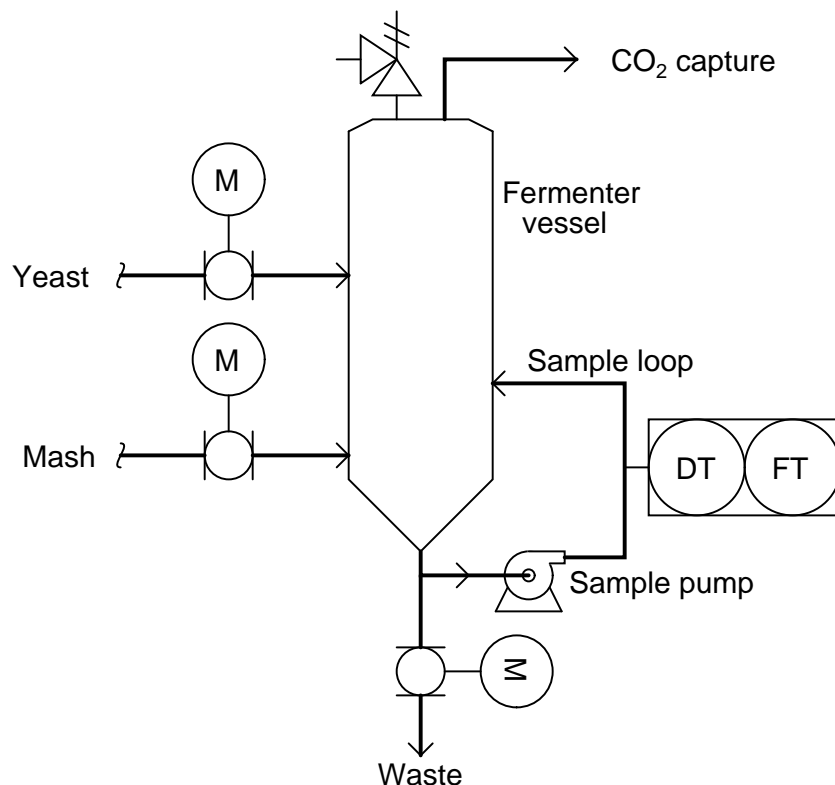 CO₂ capture
M
Fermenter
vessel
Yeast
M
Sample loop
Mash
DT FT
Sample pump
M
Waste